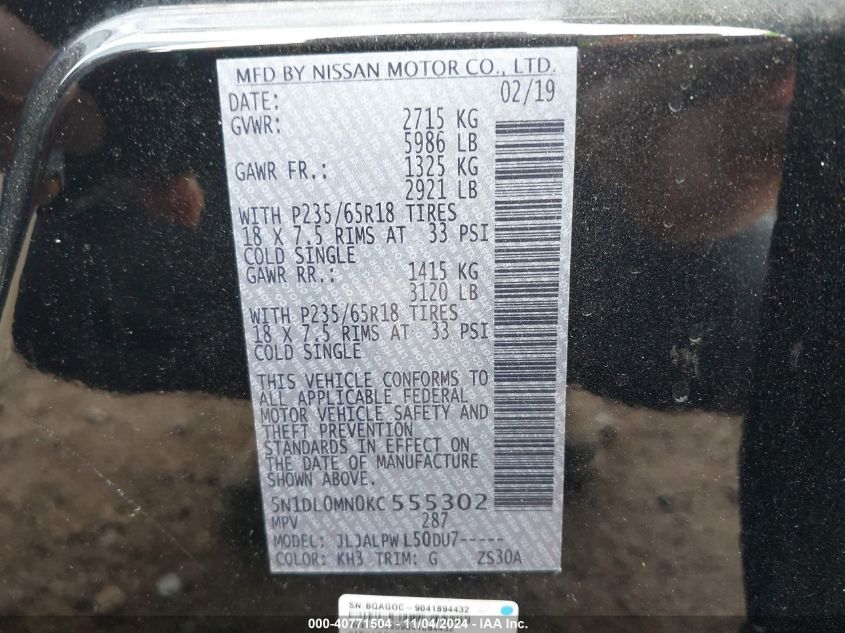 MFD BY NISSAN MOTOR CO., LTD.
DATE: 02/19
GVWR: 2715 KG
5986 LB
GAWR FR.: 1325 KG
2921 LB
WITH P235/65R18 TIRES
18 X 7.5 RIMS AT 33 PSI
COLD SINGLE
GAWR RR.: 1415 KG
3120 LB
WITH P235/65R18 TIRES
18 X 7.5 RIMS AT 33 PSI
COLD SINGLE
THIS VEHICLE CONFORMS TO
ALL APPLICABLE FEDERAL
MOTOR VEHICLE SAFETY AND
THEFT PREVENTION
STANDARDS IN EFFECT ON
THE DATE OF MANUFACTURE
SHOWN ABOVE.
5N1DL0MN0KC555302
MPV 287
MODEL: JLJALPWL50DU7-----
COLOR: KH3 TRIM: G ZS30A
SN BQAGOC - 9041894432
00-40771504 - 11/04/2024 - IAA Inc.